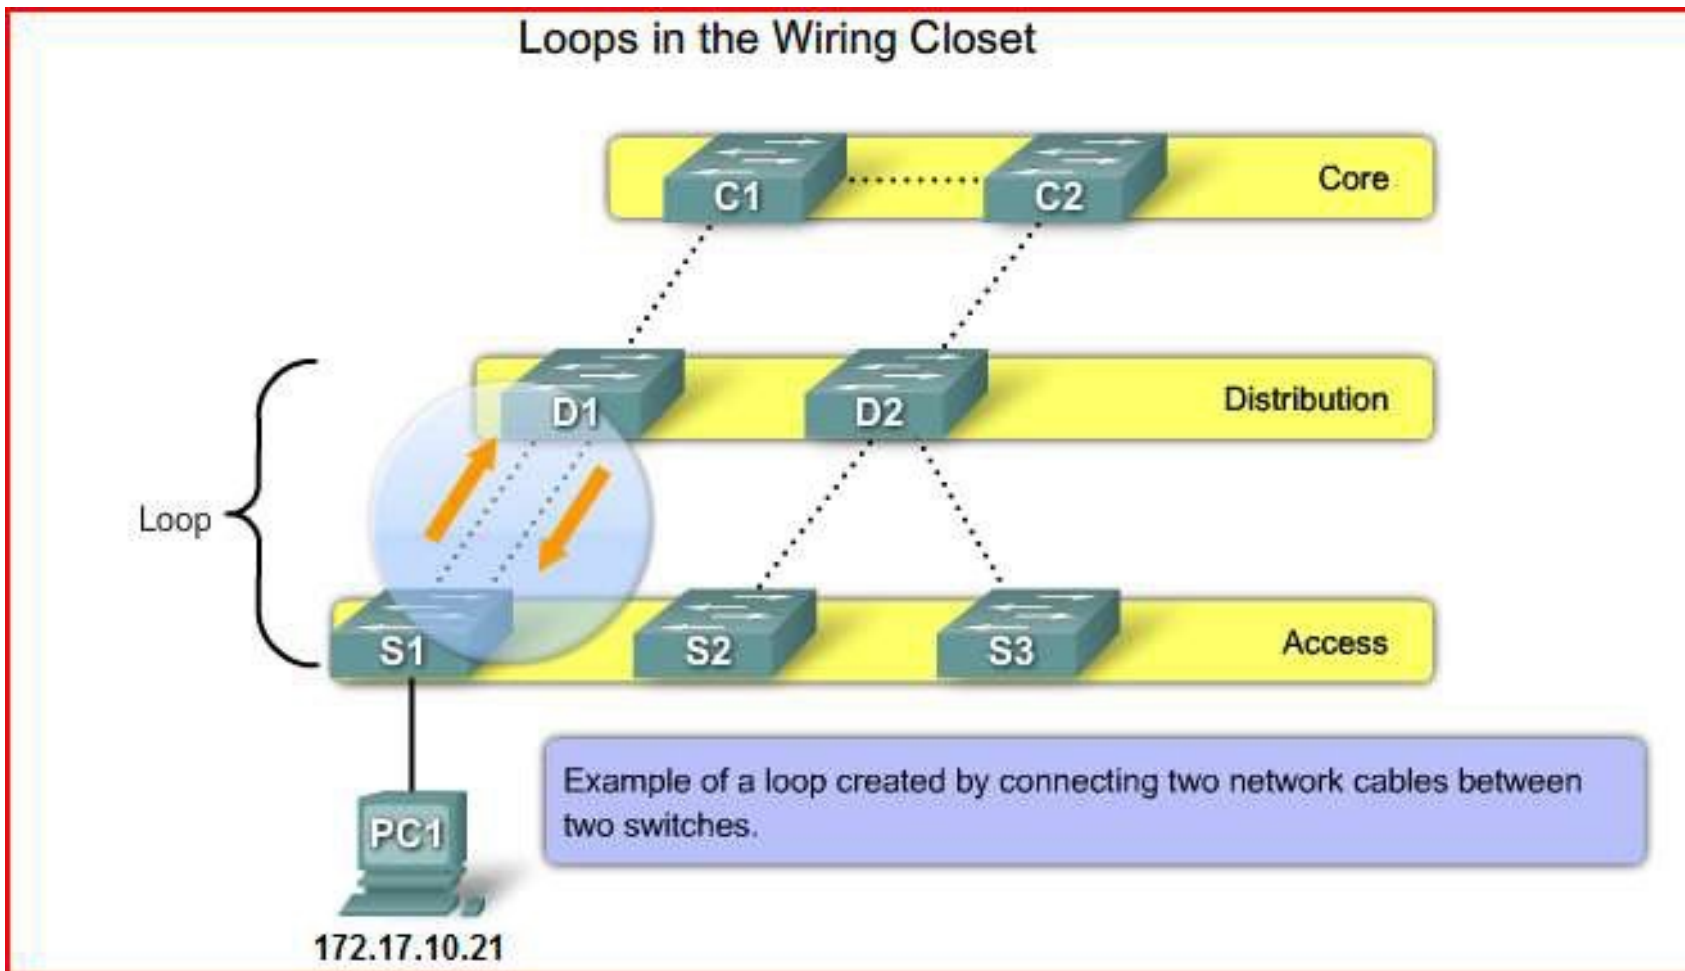 Loops in the Wiring Closet
C1
C2
Core
D1
D2
Distribution
Loop
S1
S2
S3
Access
Example of a loop created by connecting two network cables between
two switches.
PC1
172.17.10.21